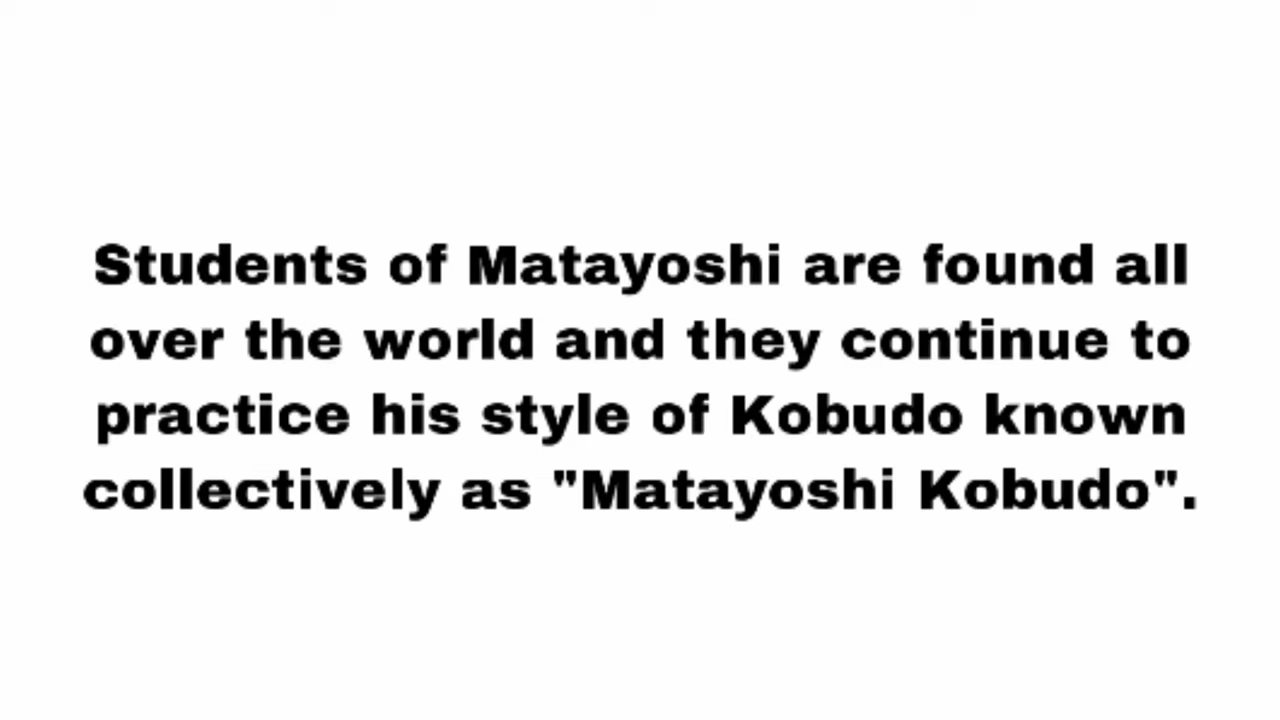 Students of Matayoshi are found all
over the world and they continue to
practice his style of Kobudo known
collectively as "Matayoshi Kobudo".